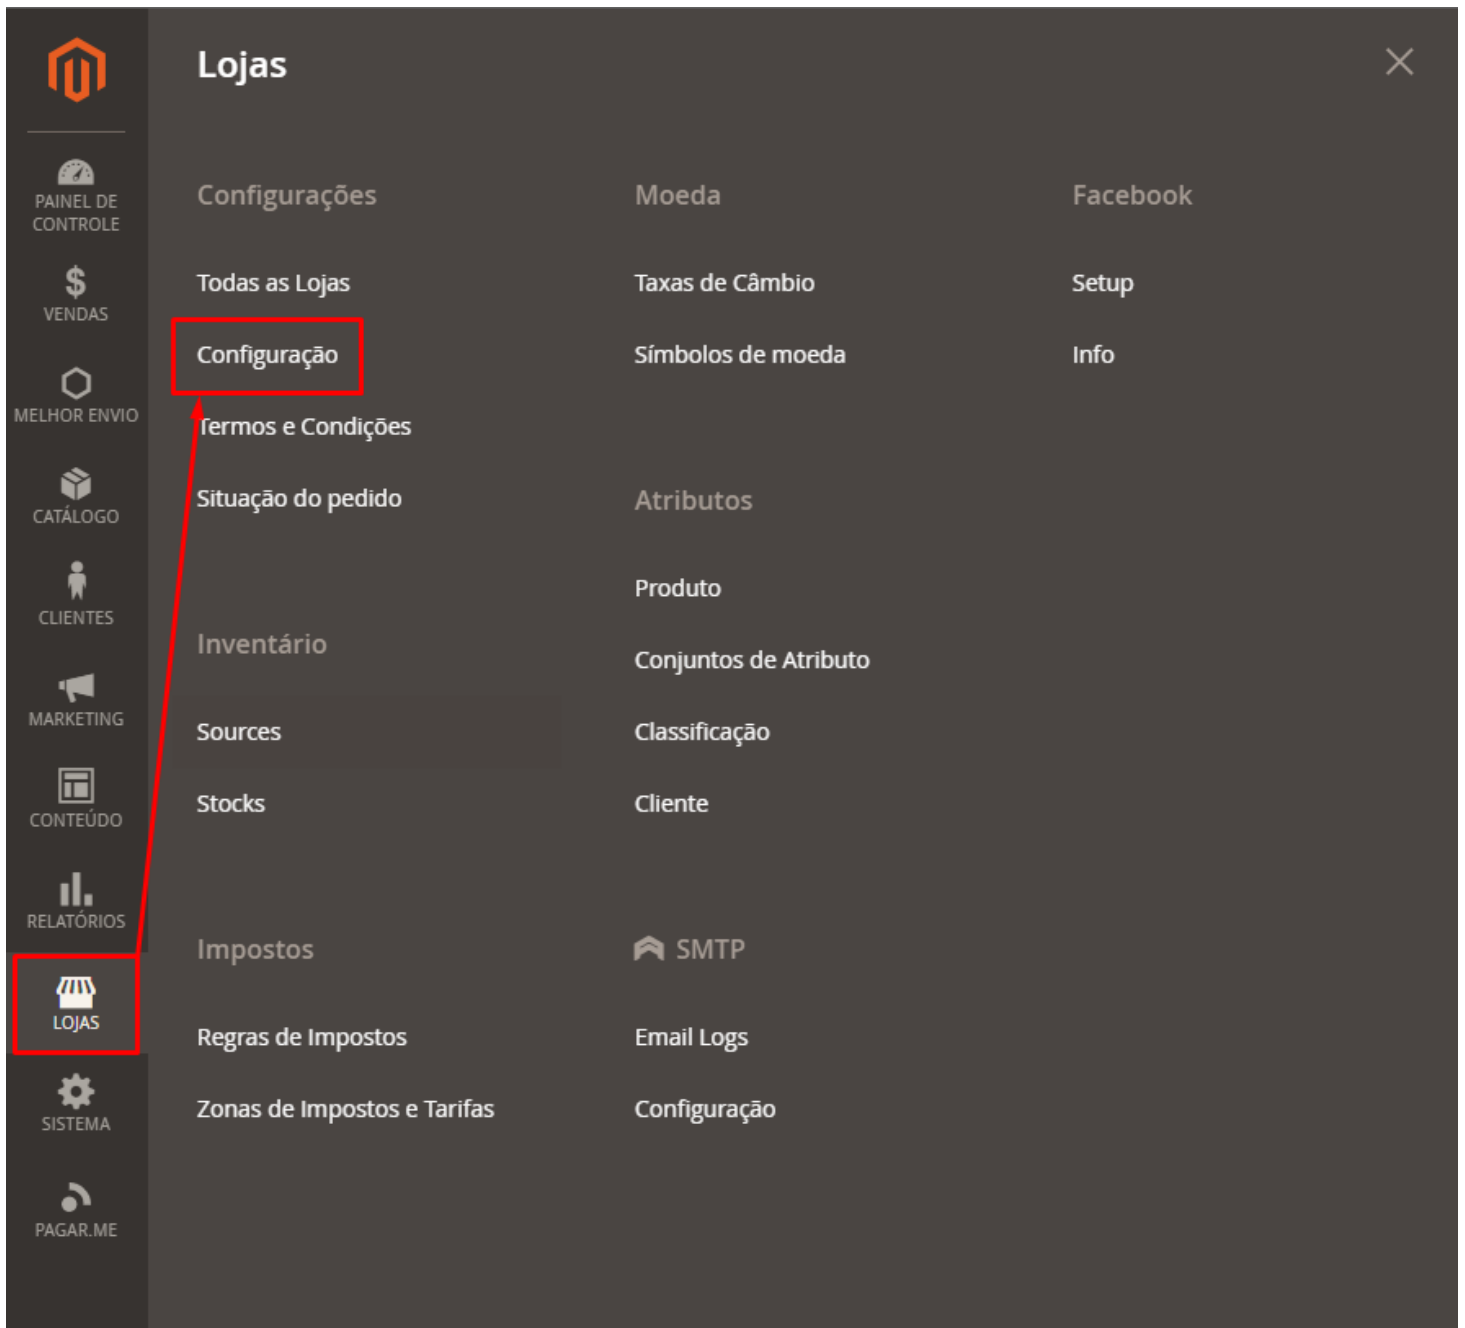 Lojas
PAINEL DE
CONTROLE
VENDAS
MELHOR ENVIO
CATÁLOGO
CLIENTES
MARKETING
CONTEÚDO
RELATÓRIOS
LOJAS
SISTEMA
PAGAR.ME
Configurações
Todas as Lojas
Configuração
Termos e Condições
Situação do pedido
Inventário
Sources
Stocks
Impostos
Regras de Impostos
Zonas de Impostos e Tarifas
Moeda
Taxas de Câmbio
Símbolos de moeda
Atributos
Produto
Conjuntos de Atributo
Classificação
Cliente
SMTP
Email Logs
Configuração
Facebook
Setup
Info